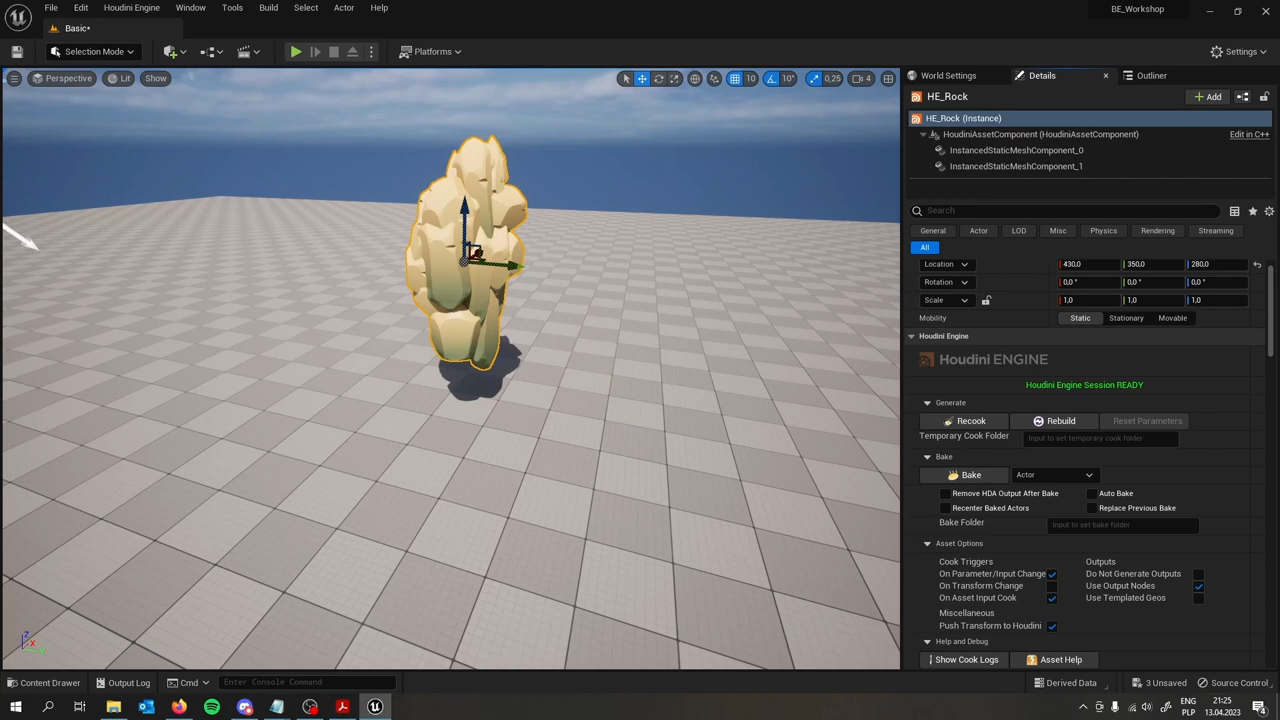 File Edit Houdini Engine Window Tools Build Select Actor Help
BE_Workshop
Basic*
Selection Mode
Platforms
Settings
Perspective Lit Show
10 10° 0,25 4
World Settings Details Outliner
HE_Rock
Add
HE_Rock (Instance)
HoudiniAssetComponent (HoudiniAssetComponent) Edit in C++
InstancedStaticMeshComponent_0
InstancedStaticMeshComponent_1
Search
General Actor LOD Misc Physics Rendering Streaming
All
Location 430,0 350,0 280,0
Rotation 0,0 ° 0,0 ° 0,0 °
Scale 1,0 1,0 1,0
Mobility Static Stationary Movable
Houdini Engine
Houdini ENGINE
Houdini Engine Session READY
Generate
Recook Rebuild Reset Parameters
Temporary Cook Folder Input to set temporary cook folder
Bake
Bake Actor
Remove HDA Output After Bake Auto Bake
Recenter Baked Actors Replace Previous Bake
Bake Folder Input to set bake folder
Asset Options
Cook Triggers Outputs
On Parameter/Input Change Do Not Generate Outputs
On Transform Change Use Output Nodes
On Asset Input Cook Use Templated Geos
Miscellaneous
Push Transform to Houdini
Help and Debug
Show Cook Logs Asset Help
Z X Y
Content Drawer Output Log Cmd Enter Console Command Derived Data 3 Unsaved Source Control
ENG 21:25
PLP 13.04.2023